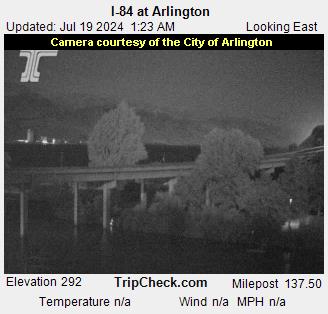 I-84 at Arlington
Updated: Jul 19 2024 1:23 AM Looking East
Camera courtesy of the City of Arlington
Elevation 292 TripCheck.com Milepost 137.50
Temperature n/a Wind n/a MPH n/a